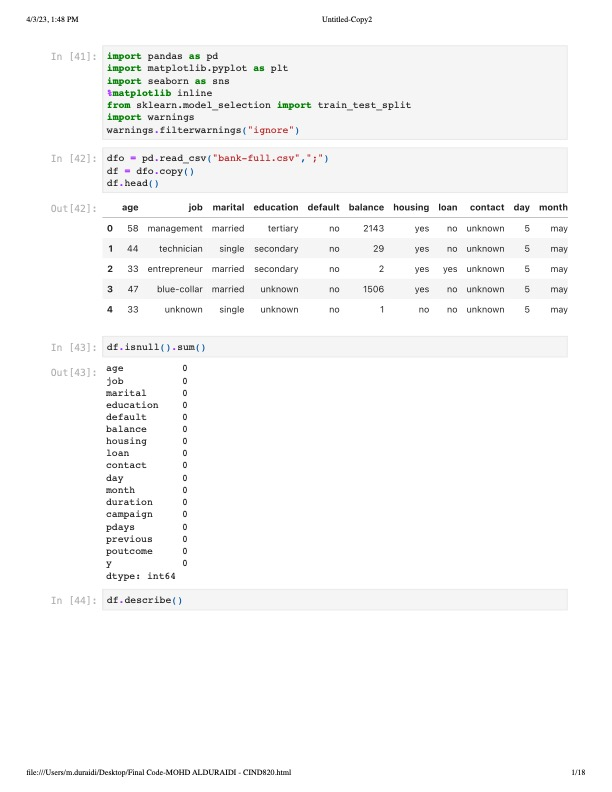 4/3/23, 1:48 PM Untitled-Copy2
In [41]: import pandas as pd
import matplotlib.pyplot as plt
import seaborn as sns
%matplotlib inline
from sklearn.model_selection import train_test_split
import warnings
warnings.filterwarnings("ignore")
In [42]: dfo = pd.read_csv("bank-full.csv",";")
df = dfo.copy()
df.head()
Out[42]: age job marital education default balance housing loan contact day month
0 58 management married tertiary no 2143 yes no unknown 5 may
1 44 technician single secondary no 29 yes no unknown 5 may
2 33 entrepreneur married secondary no 2 yes yes unknown 5 may
3 47 blue-collar married unknown no 1506 yes no unknown 5 may
4 33 unknown single unknown no 1 no no unknown 5 may
In [43]: df.isnull().sum()
Out[43]: age 0
job 0
marital 0
education 0
default 0
balance 0
housing 0
loan 0
contact 0
day 0
month 0
duration 0
campaign 0
pdays 0
previous 0
poutcome 0
y 0
dtype: int64
In [44]: df.describe()
file:///Users/m.duraidi/Desktop/Final Code-MOHD ALDURAIDI - CIND820.html 1/18